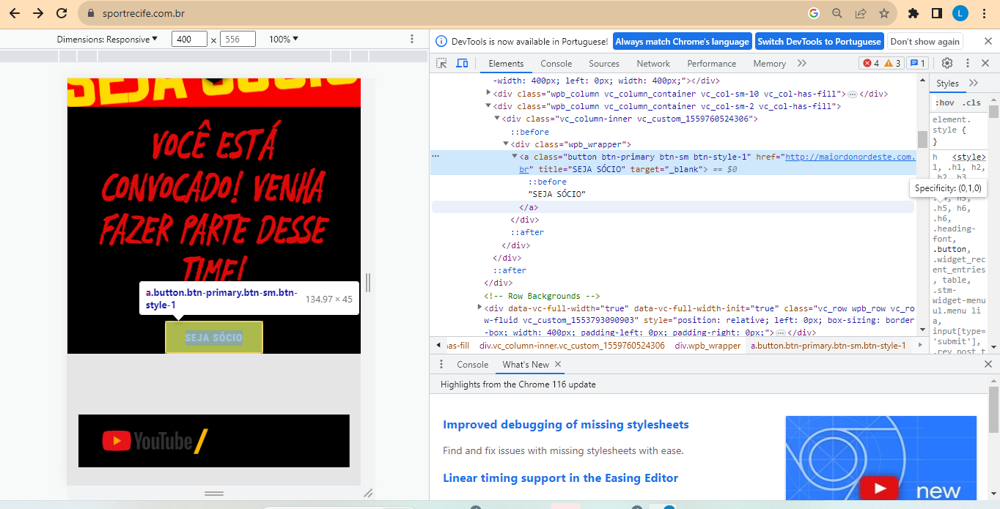 sportrecife.com.br
L
Dimensions: Responsive
400
x
556
100%
DevTools is now available in Portuguese!
Always match Chrome's language
Switch DevTools to Portuguese
Don't show again
Elements
Console
Sources
Network
Performance
Memory
4
3
1
SEJA SÓCIO
VOCÊ ESTÁ
CONVOCADO! VENHA
FAZER PARTE DESSE
TIME!
a.button.btn-primary.btn-sm.btn-
style-1
134.97 × 45
SEJA SÓCIO
YouTube
-width: 400px; left: 0px; width: 400px;"></div>
<div class="wpb_column vc_column_container vc_col-sm-10 vc_col-has-fill"> … </div>
<div class="wpb_column vc_column_container vc_col-sm-2 vc_col-has-fill">
<div class="vc_column-inner vc_custom_1559760524306">
::before
<div class="wpb_wrapper">
… <a class="button btn-primary btn-sm btn-style-1" href="http://maiordonordeste.com.
br" title="SEJA SÓCIO" target="_blank"> == $0
::before
"SEJA SÓCIO"
</a>
</div>
::after
</div>
</div>
::after
</div>
<!-- Row Backgrounds -->
<div data-vc-full-width="true" data-vc-full-width-init="true" class="vc_row wpb_row vc_ro
w-fluid vc_custom_1553793090903" style="position: relative; left: 0px; box-sizing: border
-box; width: 400px; padding-left: 0px; padding-right: 0px;"> … </div>
as-fill
div.vc_column-inner.vc_custom_1559760524306
div.wpb_wrapper
a.button.btn-primary.btn-sm.btn-style-1
Styles
:hov .cls
element.
style {
}
h <style>
1, .h1, h2,
.h2, h3,
Specificity: (0,1,0)
.h5, h6,
.h6,
.heading-
font,
.button,
.widget_rec
ent_entries
, table,
.stm-
widget-menu
ul.menu li a,
input[type=
'submit'],
Console
What's New
Highlights from the Chrome 116 update
Improved debugging of missing stylesheets
Find and fix issues with missing stylesheets with ease.
Linear timing support in the Easing Editor
new